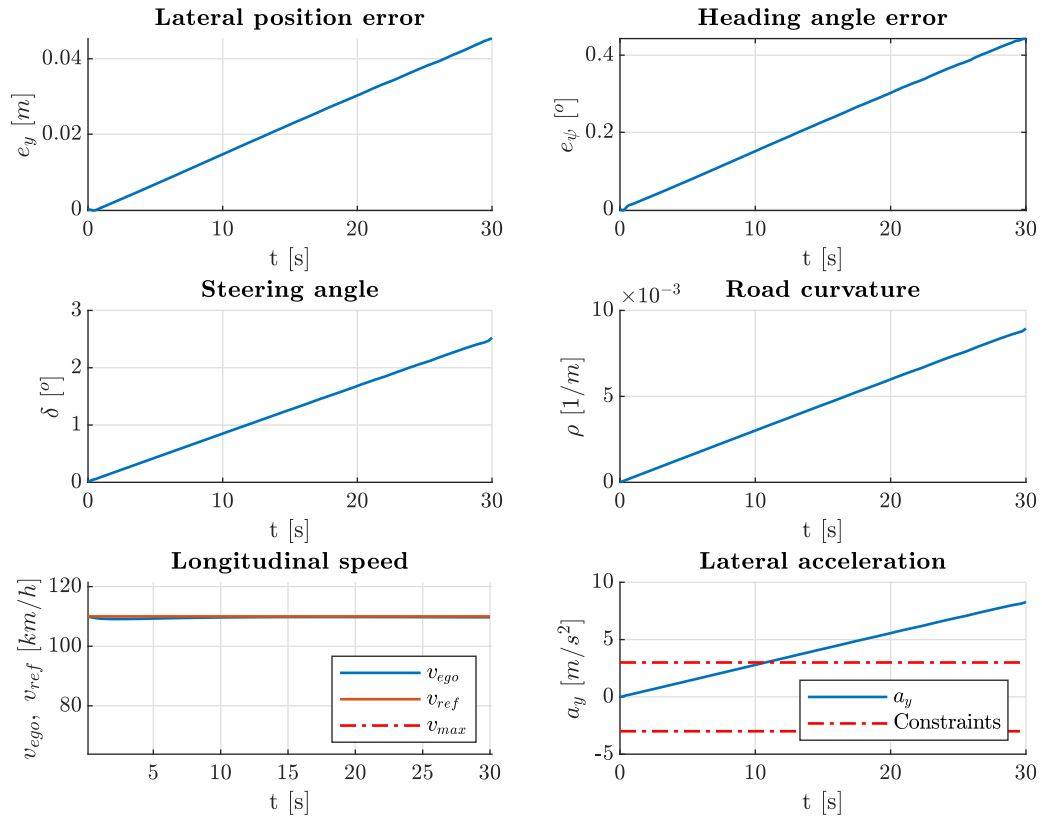 Lateral position error
0.04
0.02
0
e_y [m]
0 10 20 30
t [s]
Heading angle error
0.4
0.2
0
e_ψ [º]
0 10 20 30
t [s]
Steering angle
3
2
1
0
δ [º]
0 10 20 30
t [s]
Road curvature
×10⁻³
10
5
0
ρ [1/m]
0 10 20 30
t [s]
Longitudinal speed
120
100
80
v_ego, v_ref [km/h]
5 10 15 20 25 30
t [s]
v_ego
v_ref
v_max
Lateral acceleration
10
5
0
-5
a_y [m/s²]
0 10 20 30
t [s]
a_y
Constraints